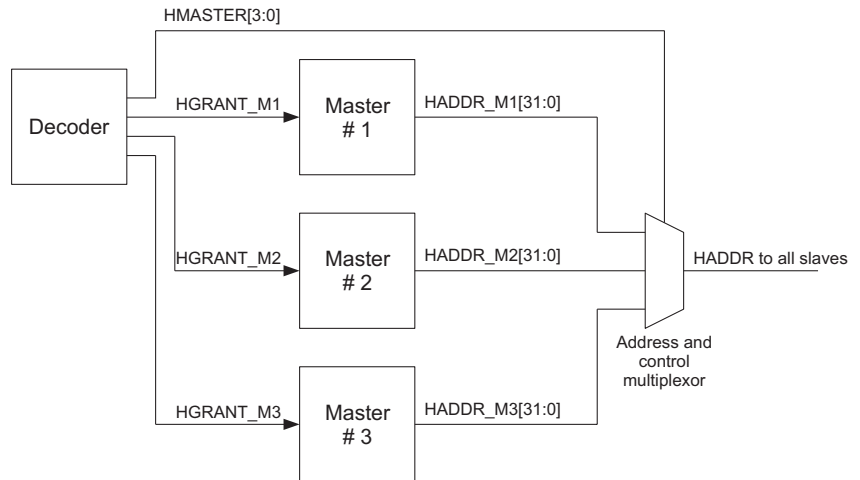 HMASTER[3:0]
Decoder
HGRANT_M1
Master
# 1
HADDR_M1[31:0]
HGRANT_M2
Master
# 2
HADDR_M2[31:0]
HADDR to all slaves
Address and
control
multiplexor
HGRANT_M3
Master
# 3
HADDR_M3[31:0]